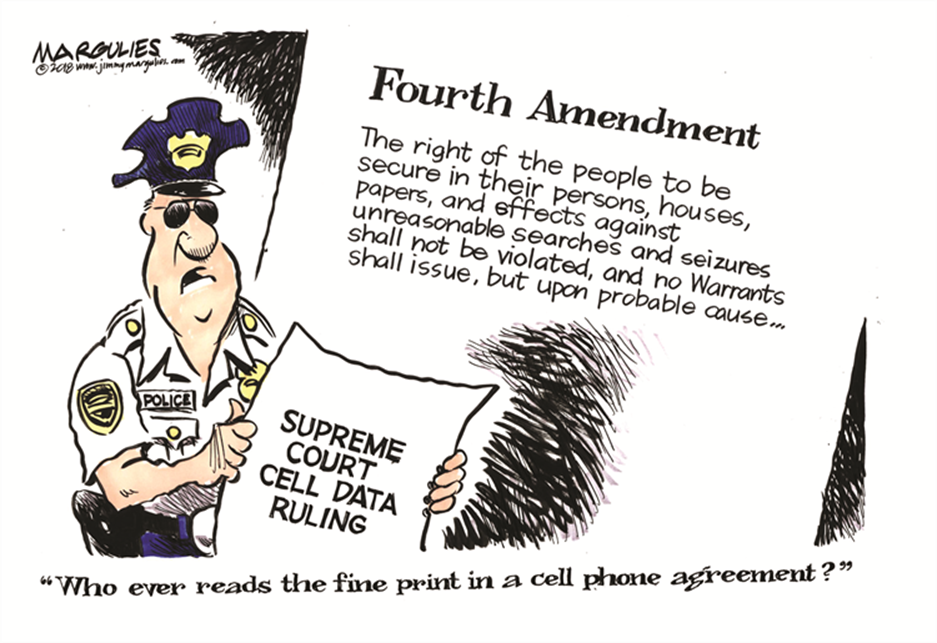 MARGULIES
©2018 www.jimmymargulies.com
Fourth Amendment
The right of the people to be
secure in their persons, houses,
papers, and effects against
unreasonable searches and seizures
shall not be violated, and no Warrants
shall issue, but upon probable cause...
POLICE
SUPREME
COURT
CELL DATA
RULING
“Who ever reads the fine print in a cell phone agreement?”